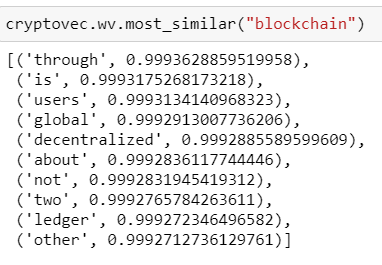 cryptovec.wv.most_similar("blockchain")
[('through', 0.9993628859519958),
('is', 0.9993175268173218),
('users', 0.9993134140968323),
('global', 0.9992913007736206),
('decentralized', 0.9992885589599609),
('about', 0.9992836117744446),
('not', 0.9992831945419312),
('two', 0.9992765784263611),
('ledger', 0.999272346496582),
('other', 0.9992712736129761)]